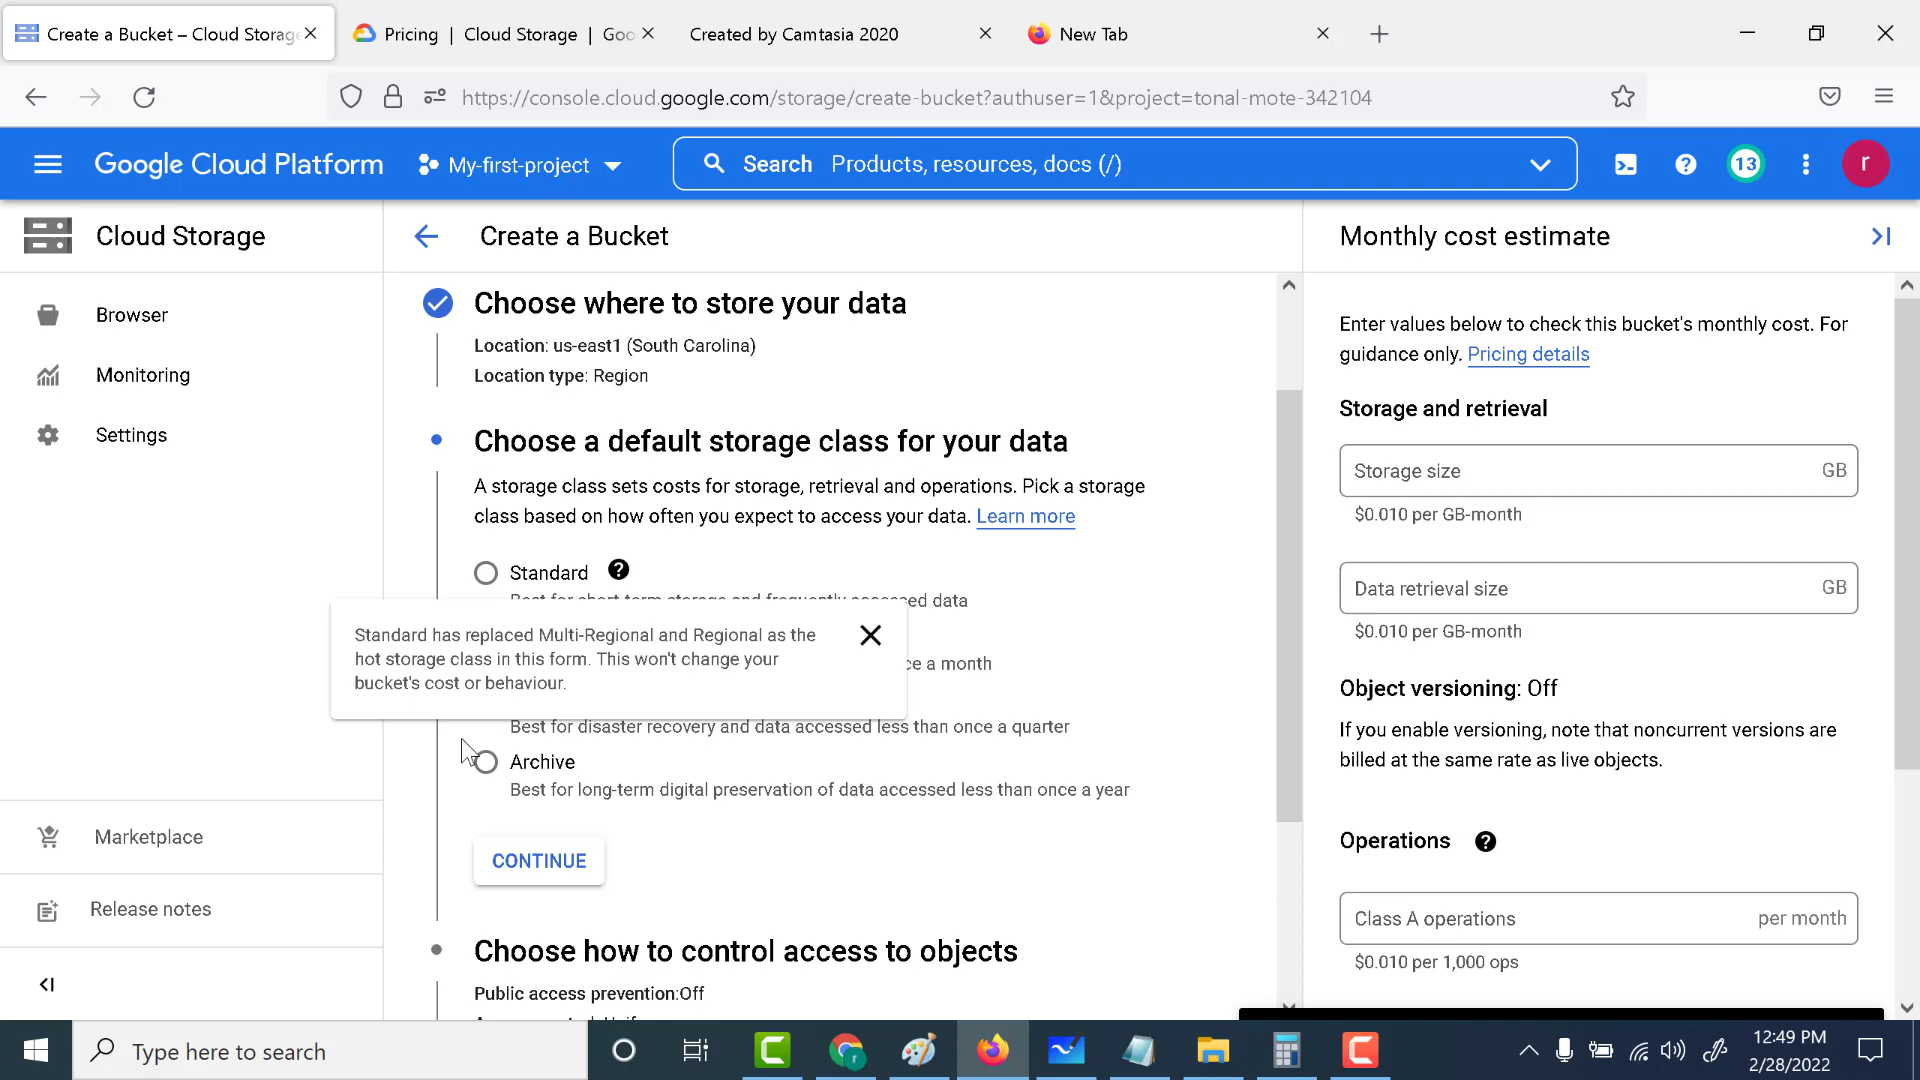 Create a Bucket – Cloud Storag
Pricing | Cloud Storage | Goo
Created by Camtasia 2020
New Tab
https://console.cloud.google.com/storage/create-bucket?authuser=1&project=tonal-mote-342104
Google Cloud Platform
My-first-project
Search Products, resources, docs (/)
13
r
Cloud Storage
Create a Bucket
Monthly cost estimate
Browser
Monitoring
Settings
Marketplace
Release notes
Choose where to store your data
Location: us-east1 (South Carolina)
Location type: Region
Choose a default storage class for your data
A storage class sets costs for storage, retrieval and operations. Pick a storage
class based on how often you expect to access your data. Learn more
Standard
Best for short-term storage and frequently accessed data
Standard has replaced Multi-Regional and Regional as the
hot storage class in this form. This won't change your
bucket's cost or behaviour.
ce a month
Best for disaster recovery and data accessed less than once a quarter
Archive
Best for long-term digital preservation of data accessed less than once a year
CONTINUE
Choose how to control access to objects
Public access prevention:Off
Enter values below to check this bucket's monthly cost. For
guidance only. Pricing details
Storage and retrieval
Storage size GB
$0.010 per GB-month
Data retrieval size GB
$0.010 per GB-month
Object versioning: Off
If you enable versioning, note that noncurrent versions are
billed at the same rate as live objects.
Operations
Class A operations per month
$0.010 per 1,000 ops
Type here to search
12:49 PM
2/28/2022